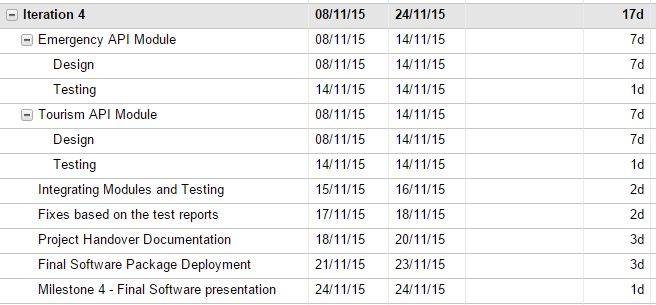 Iteration 4 08/11/15 24/11/15 17d
Emergency API Module 08/11/15 14/11/15 7d
Design 08/11/15 14/11/15 7d
Testing 14/11/15 14/11/15 1d
Tourism API Module 08/11/15 14/11/15 7d
Design 08/11/15 14/11/15 7d
Testing 14/11/15 14/11/15 1d
Integrating Modules and Testing 15/11/15 16/11/15 2d
Fixes based on the test reports 17/11/15 18/11/15 2d
Project Handover Documentation 18/11/15 20/11/15 3d
Final Software Package Deployment 21/11/15 23/11/15 3d
Milestone 4 - Final Software presentation 24/11/15 24/11/15 1d